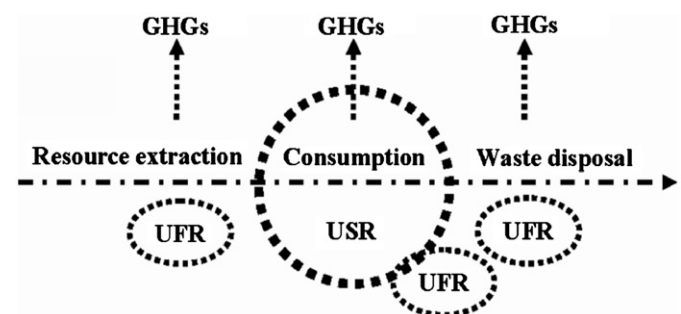 GHGs GHGs GHGs
Resource extraction Consumption Waste disposal
UFR USR UFR
UFR